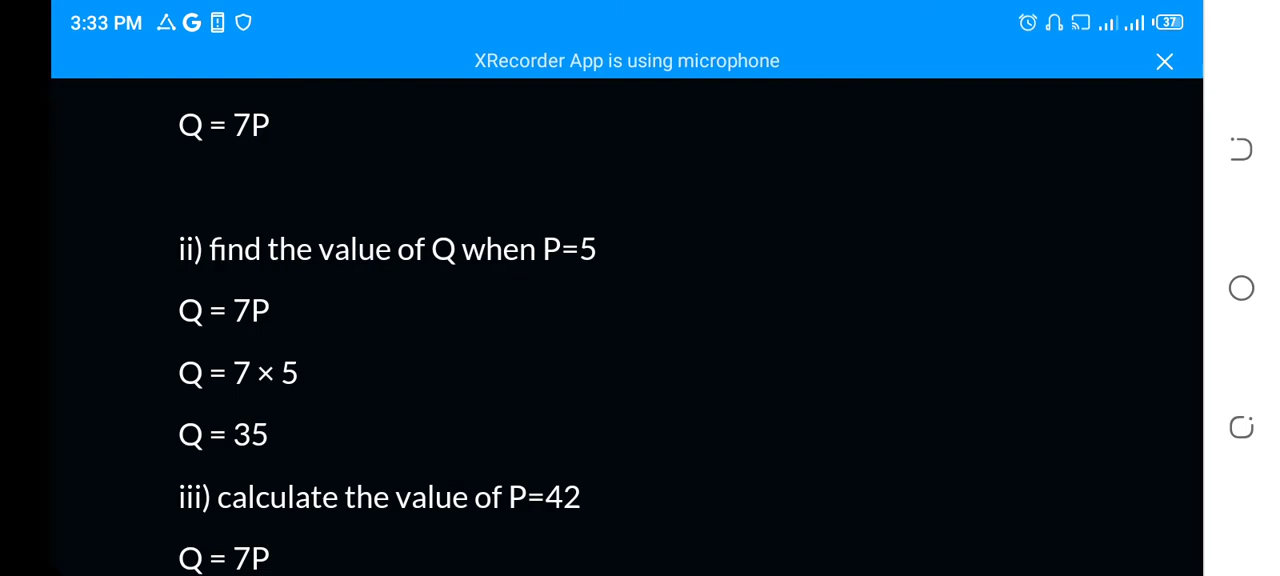 3:33 PM G 37
XRecorder App is using microphone
Q = 7P
ii) find the value of Q when P=5
Q = 7P
Q = 7 × 5
Q = 35
iii) calculate the value of P=42
Q = 7P